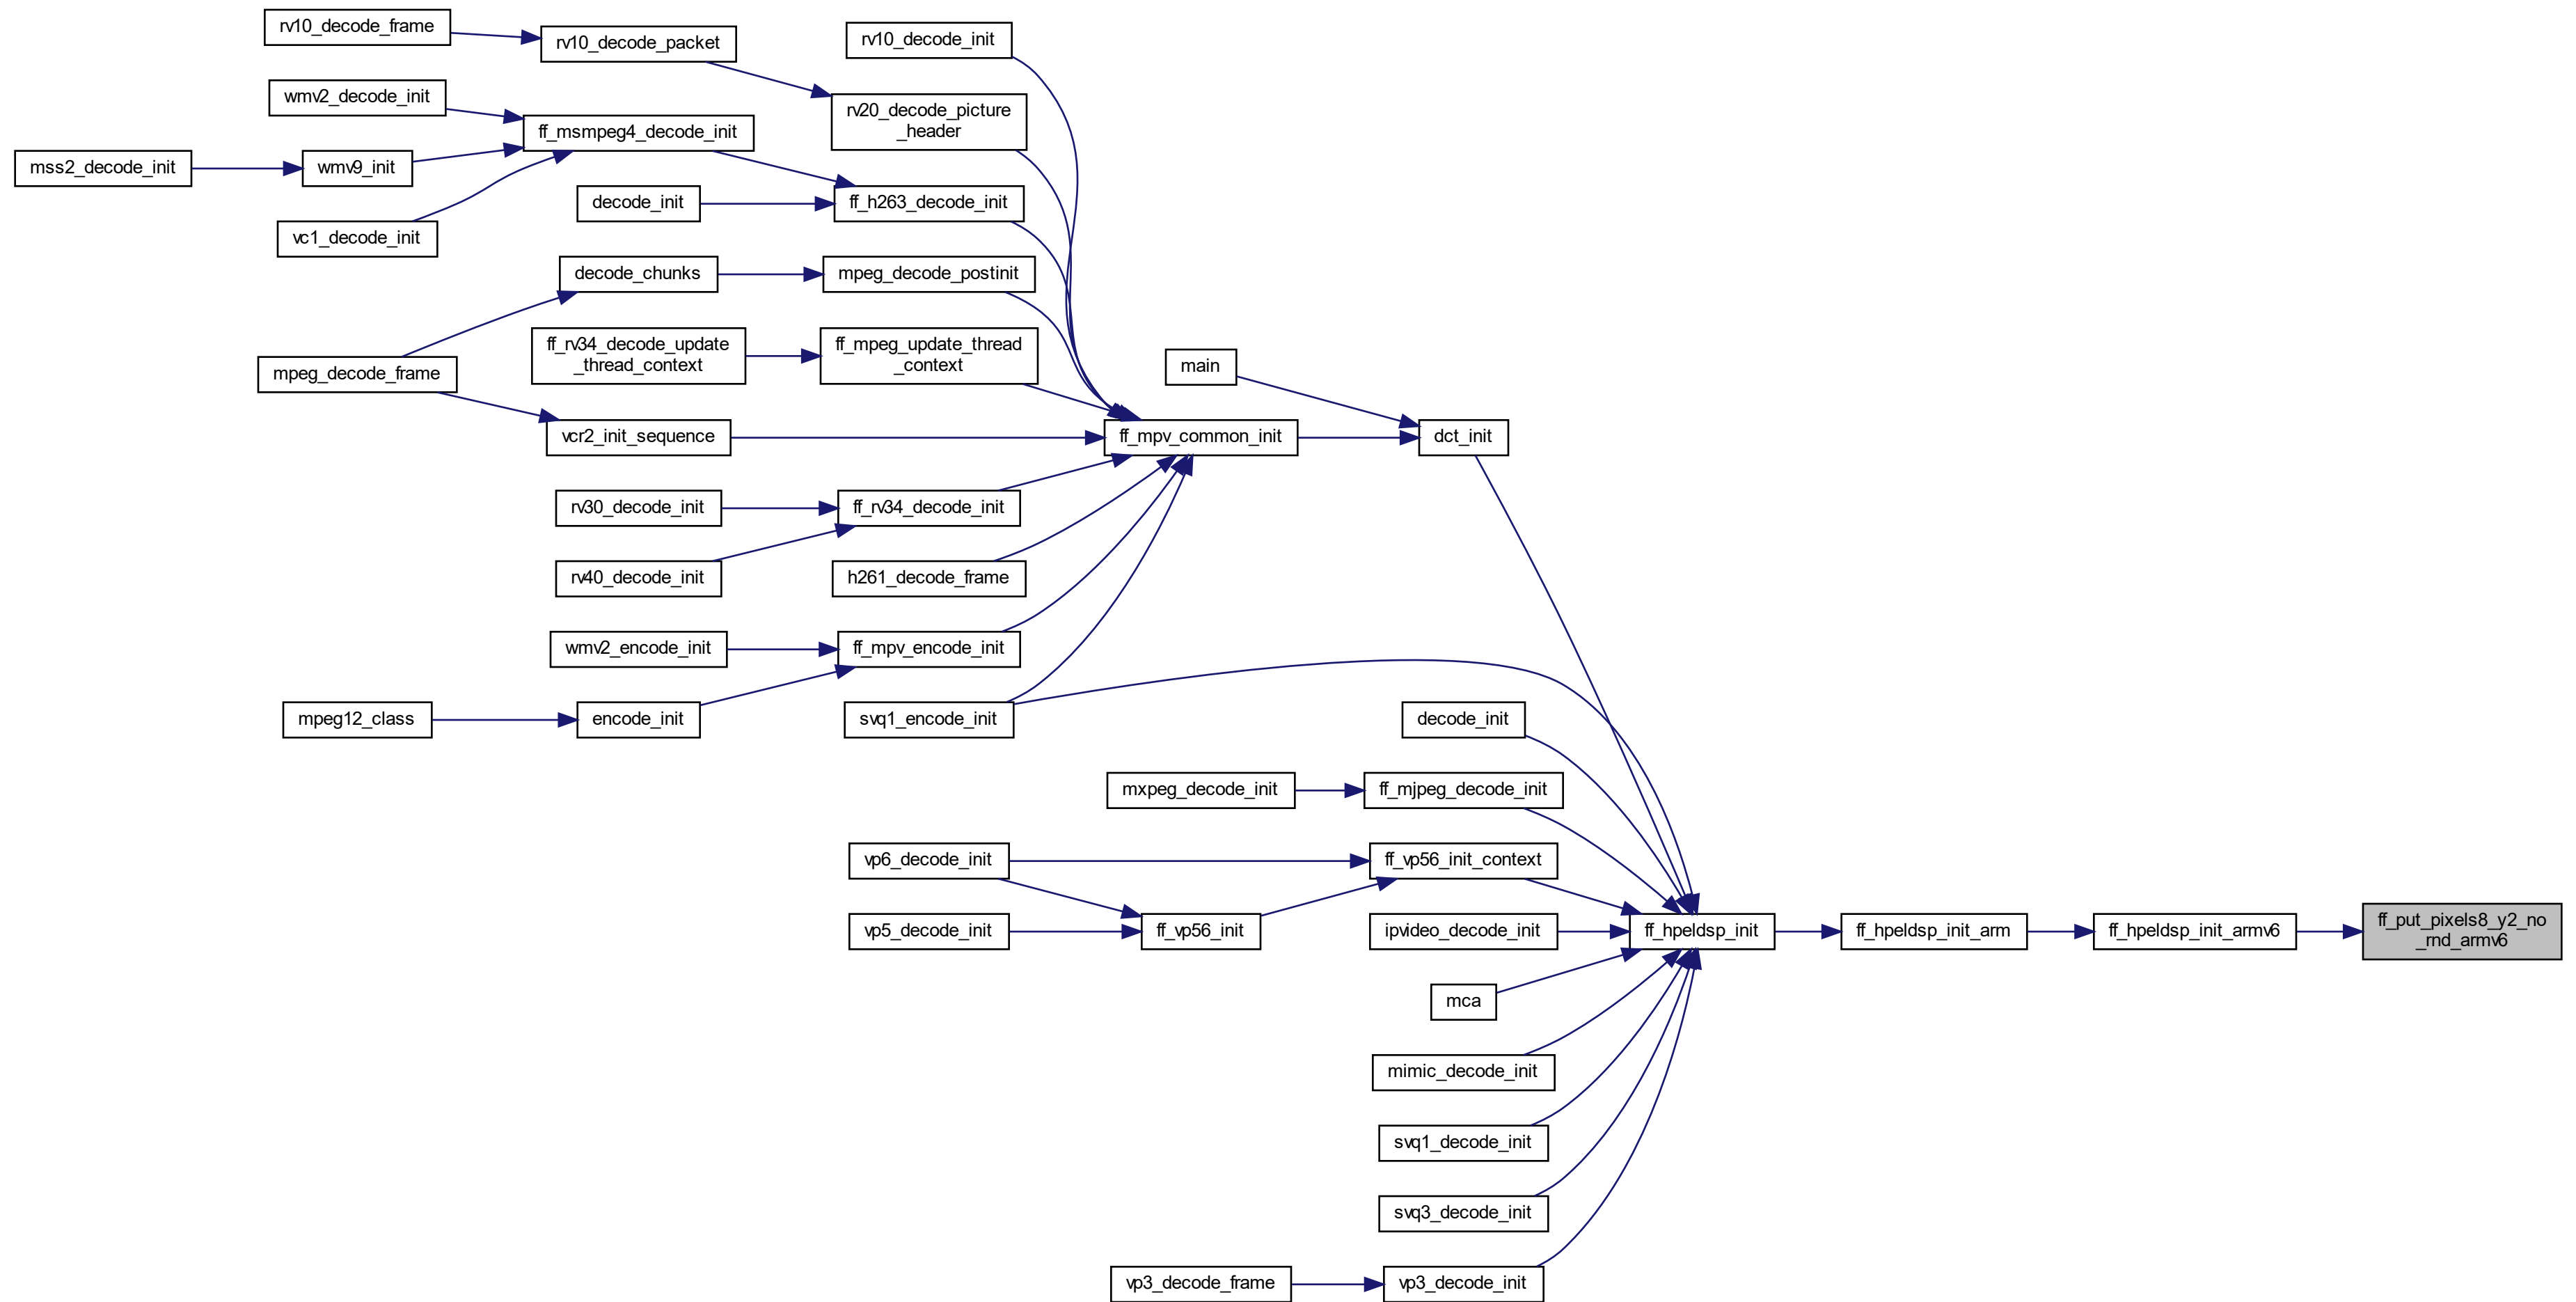 rv10_decode_frame
rv10_decode_packet
rv10_decode_init
wmv2_decode_init
ff_msmpeg4_decode_init
rv20_decode_picture
_header
mss2_decode_init
wmv9_init
vc1_decode_init
decode_init
ff_h263_decode_init
decode_chunks
mpeg_decode_postinit
mpeg_decode_frame
ff_rv34_decode_update
_thread_context
ff_mpeg_update_thread
_context
main
vcr2_init_sequence
ff_mpv_common_init
dct_init
rv30_decode_init
ff_rv34_decode_init
rv40_decode_init
h261_decode_frame
wmv2_encode_init
ff_mpv_encode_init
mpeg12_class
encode_init
svq1_encode_init
decode_init
mxpeg_decode_init
ff_mjpeg_decode_init
vp6_decode_init
ff_vp56_init_context
vp5_decode_init
ff_vp56_init
ipvideo_decode_init
ff_hpeldsp_init
ff_hpeldsp_init_arm
ff_hpeldsp_init_armv6
ff_put_pixels8_y2_no
_rnd_armv6
mca
mimic_decode_init
svq1_decode_init
svq3_decode_init
vp3_decode_frame
vp3_decode_init